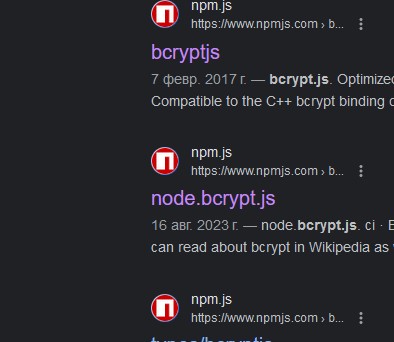 npm.js
https://www.npmjs.com › b...
bcryptjs
7 февр. 2017 г. — bcrypt.js. Optimized
Compatible to the C++ bcrypt binding
npm.js
https://www.npmjs.com › b...
node.bcrypt.js
16 авг. 2023 г. — node.bcrypt.js. ci ·
can read about bcrypt in Wikipedia as
npm.js
https://www.npmjs.com › b...